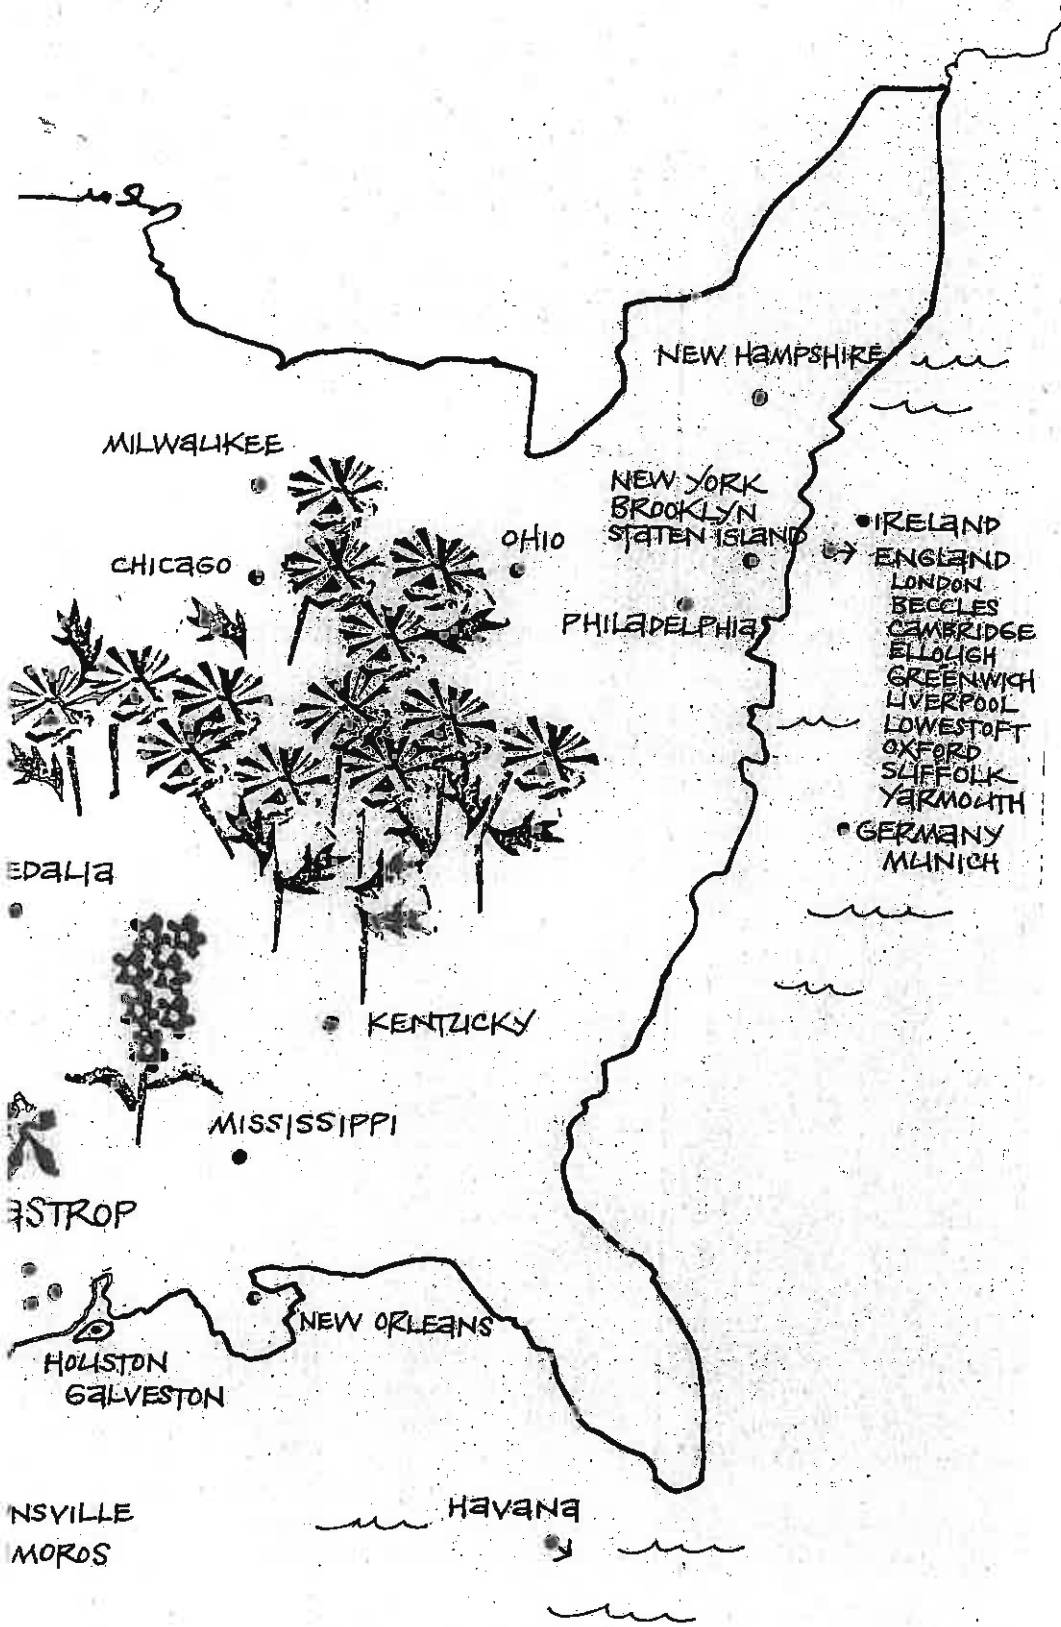 NEW HAMPSHIRE
MILWAUKEE
NEW YORK
BROOKLYN
STATEN ISLAND
OHIO
CHICAGO
PHILADELPHIA
IRELAND
ENGLAND
LONDON
BECCLES
CAMBRIDGE
ELLOUGH
GREENWICH
LIVERPOOL
LOWESTOFT
OXFORD
SUFFOLK
YARMOUTH
GERMANY
MUNICH
EDALIA
KENTUCKY
MISSISSIPPI
ASTROP
NEW ORLEANS
HOUSTON
GALVESTON
HAVANA
NSVILLE
MOROS